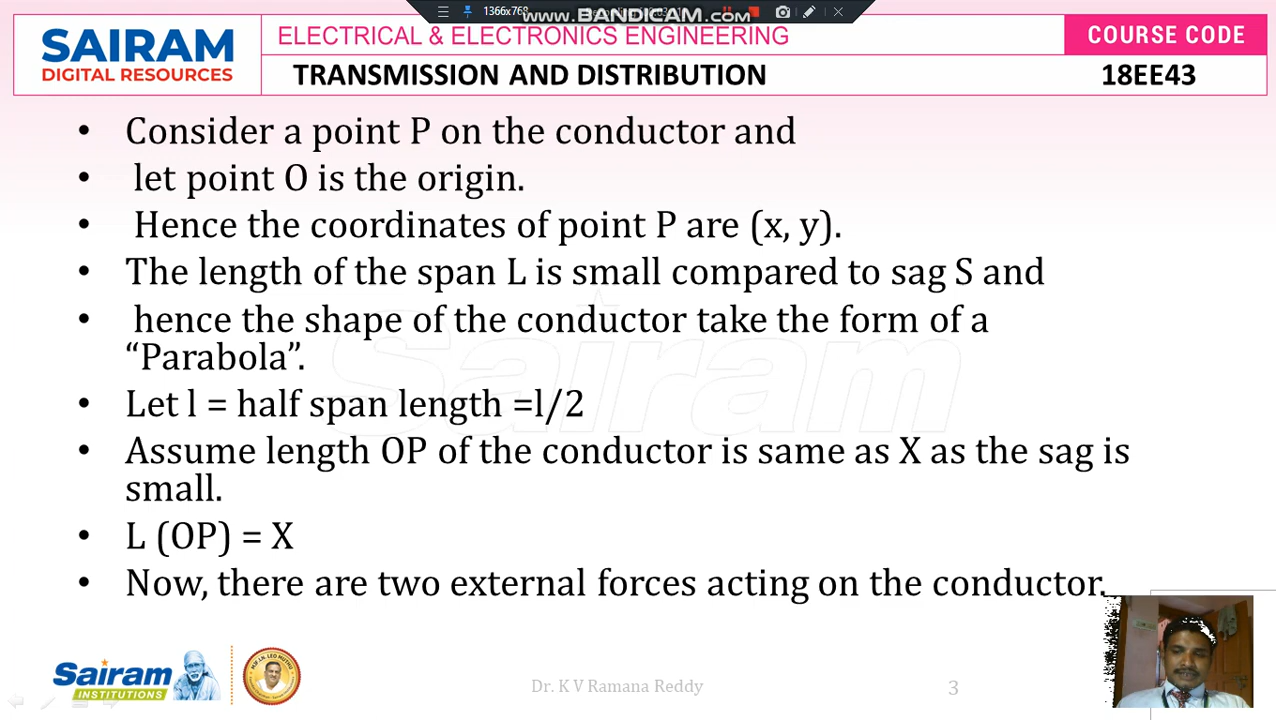 1366x768
www.BANDICAM.com
SAIRAM
DIGITAL RESOURCES
ELECTRICAL & ELECTRONICS ENGINEERING
COURSE CODE
TRANSMISSION AND DISTRIBUTION
18EE43
• Consider a point P on the conductor and
• let point O is the origin.
• Hence the coordinates of point P are (x, y).
• The length of the span L is small compared to sag S and
• hence the shape of the conductor take the form of a
“Parabola”.
• Let l = half span length =l/2
• Assume length OP of the conductor is same as X as the sag is
small.
• L (OP) = X
• Now, there are two external forces acting on the conductor.
Sairam
Sairam
INSTITUTIONS
Dr. K V Ramana Reddy
3